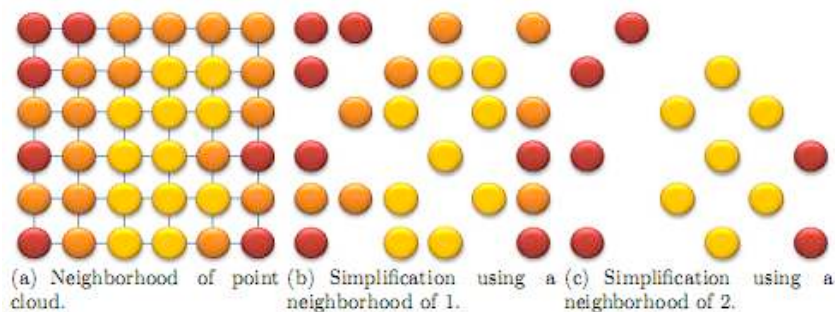 (a) Neighborhood of point
cloud.
(b) Simplification using a
neighborhood of 1.
(c) Simplification using a
neighborhood of 2.